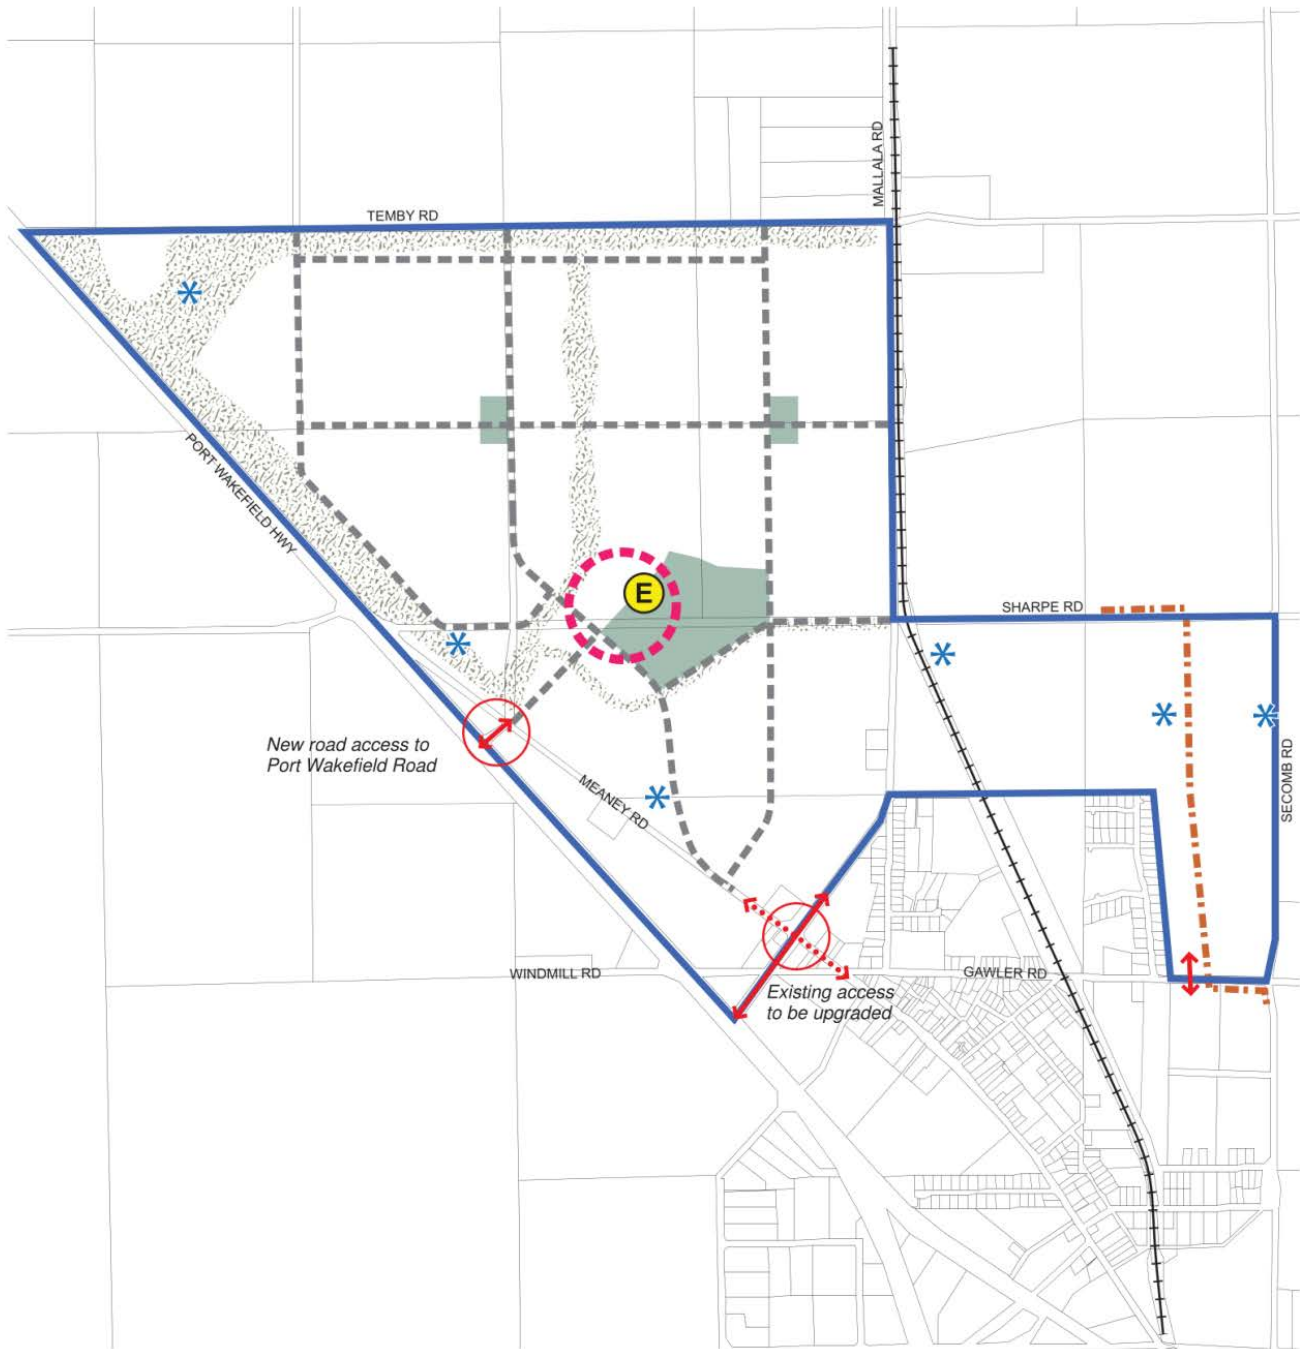 MALLALA RD
TEMBY RD
PORT WAKEFIELD HWY
E
SHARPE RD
SECOMB RD
New road access to
Port Wakefield Road
MEANEY RD
WINDMILL RD
GAWLER RD
Existing access
to be upgraded